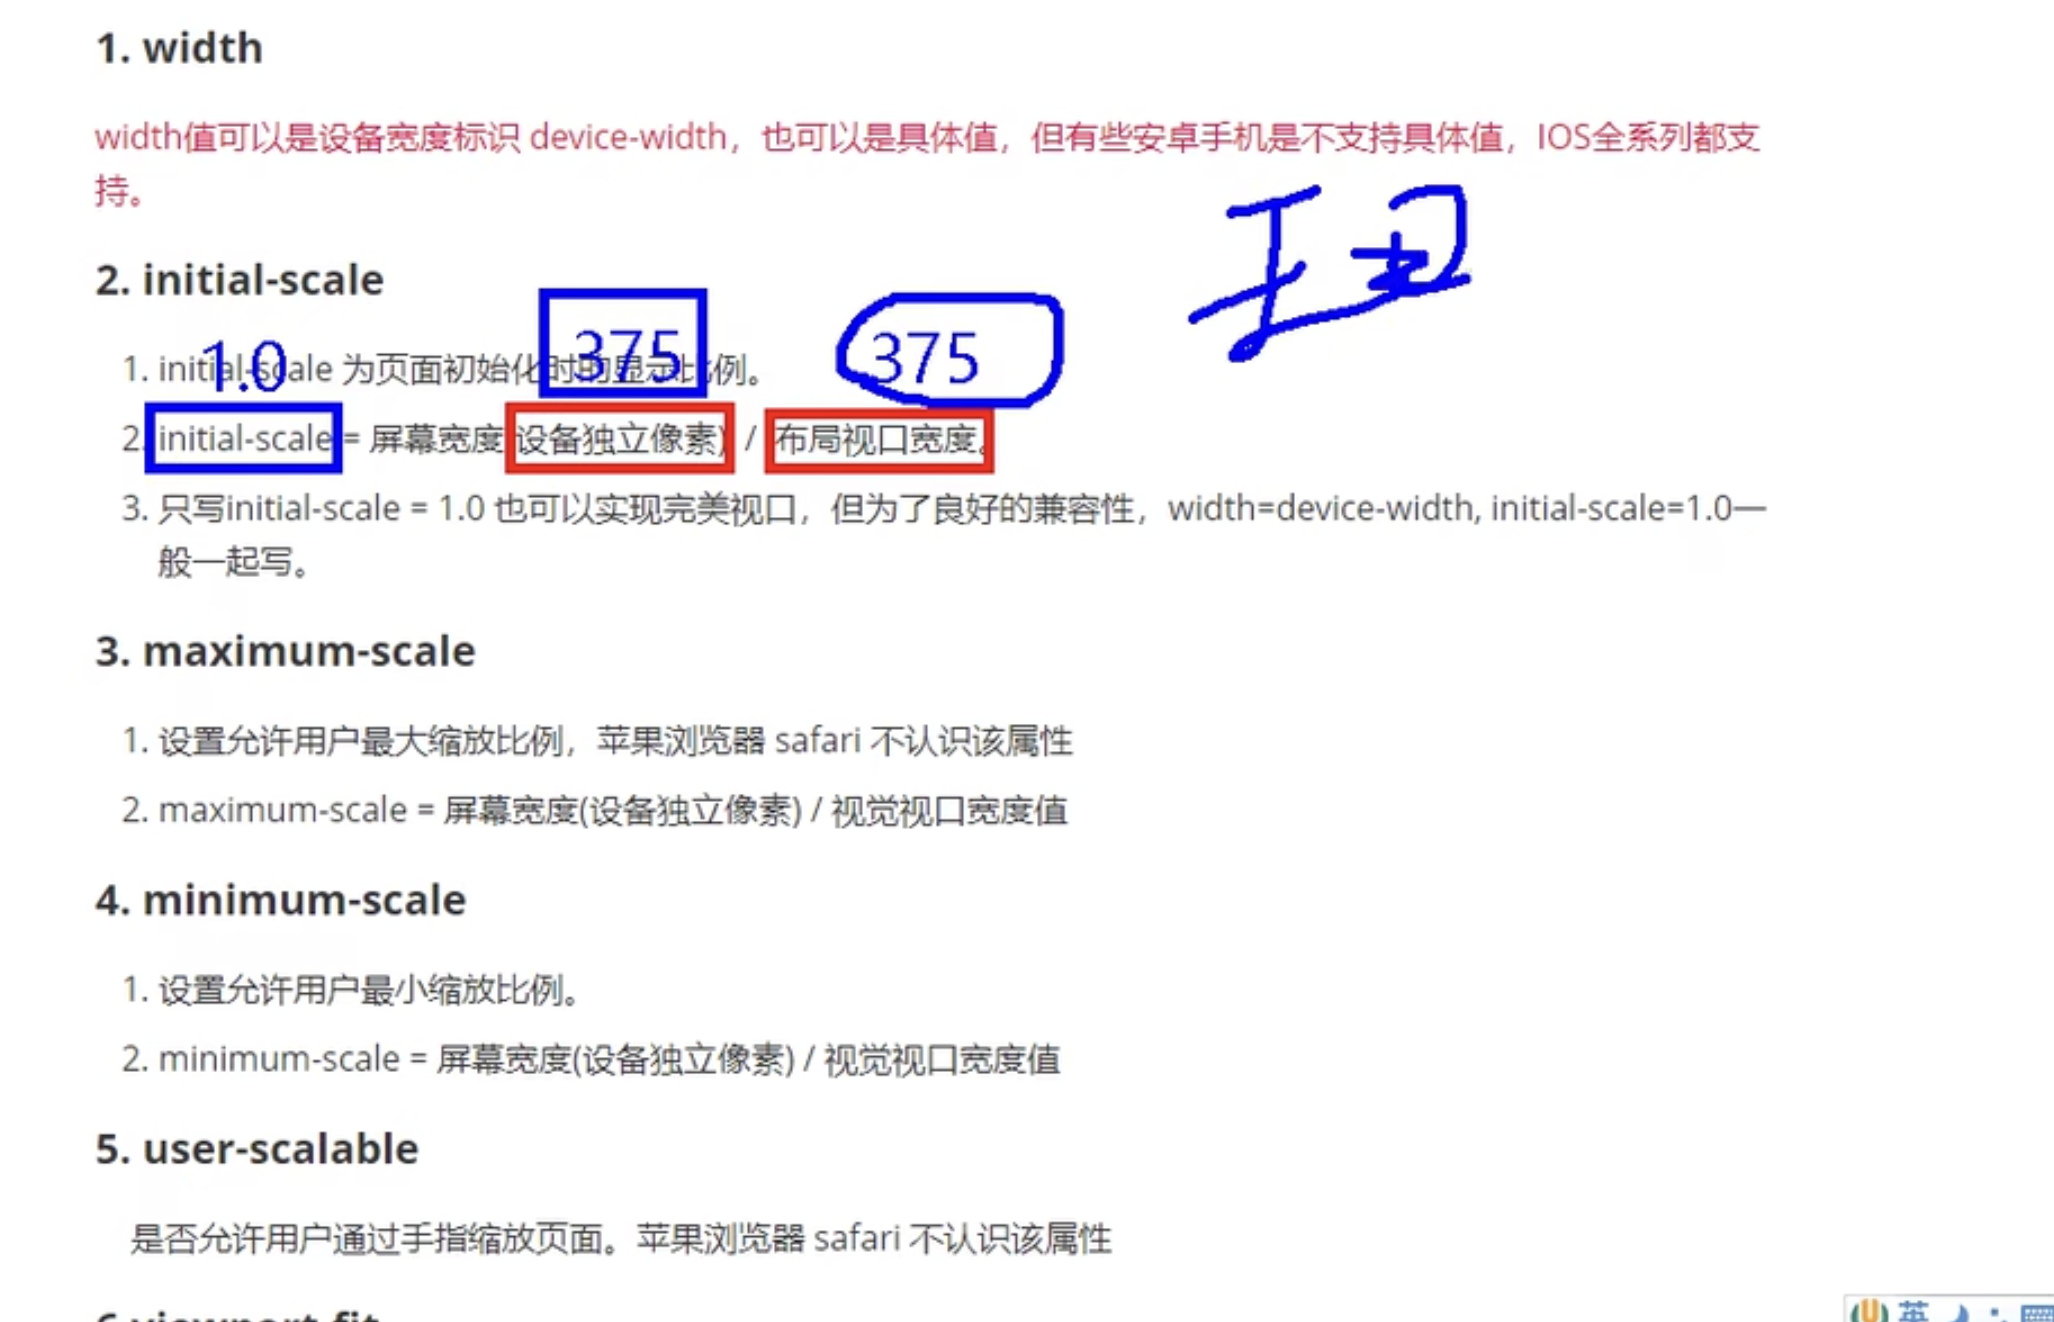 1. width
width值可以是设备宽度标识 device-width，也可以是具体值，但有些安卓手机是不支持具体值，IOS全系列都支
持。
2. initial-scale
1.0 375 375
1. initial-scale 为页面初始化时的显示比例。
2. initial-scale = 屏幕宽度(设备独立像素) / 布局视口宽度。
3. 只写initial-scale = 1.0 也可以实现完美视口，但为了良好的兼容性，width=device-width, initial-scale=1.0一
般一起写。
3. maximum-scale
1. 设置允许用户最大缩放比例，苹果浏览器 safari 不认识该属性
2. maximum-scale = 屏幕宽度(设备独立像素) / 视觉视口宽度值
4. minimum-scale
1. 设置允许用户最小缩放比例。
2. minimum-scale = 屏幕宽度(设备独立像素) / 视觉视口宽度值
5. user-scalable
是否允许用户通过手指缩放页面。苹果浏览器 safari 不认识该属性
6.viewport-fit
英